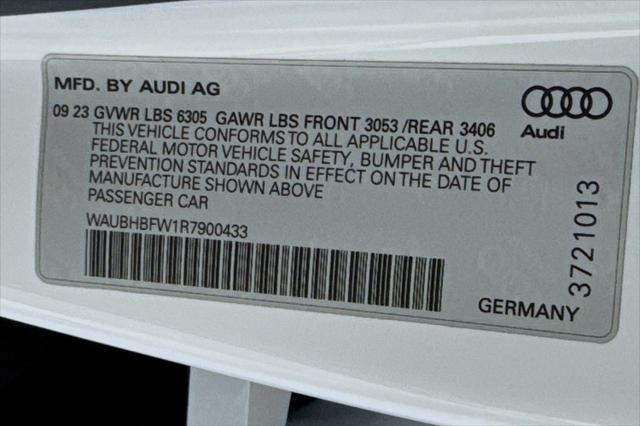 MFD. BY AUDI AG
09 23 GVWR LBS 6305 GAWR LBS FRONT 3053 /REAR 3406
THIS VEHICLE CONFORMS TO ALL APPLICABLE U.S.
FEDERAL MOTOR VEHICLE SAFETY, BUMPER AND THEFT
PREVENTION STANDARDS IN EFFECT ON THE DATE OF
MANUFACTURE SHOWN ABOVE
PASSENGER CAR
WAUBHBFW1R7900433
Audi
3721013
GERMANY